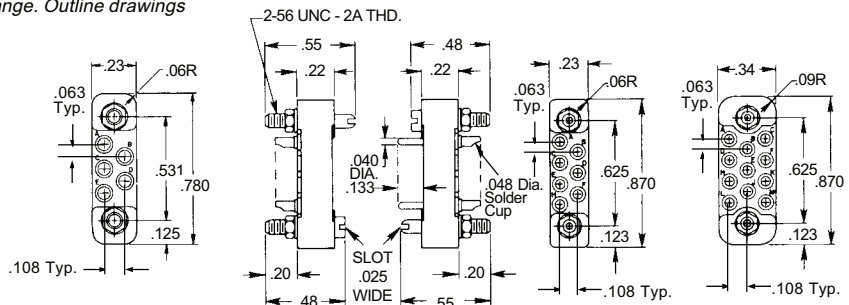 ange. Outline drawings
2-56 UNC - 2A THD.
.55
.48
.22
.22
.23
.06R
.063
Typ.
.531
.780
.125
.108 Typ.
.040
DIA.
.133
.048 Dia.
Solder
Cup
SLOT
.025
WIDE
.20
.48
.20
.55
.23
.06R
.063
Typ.
.625
.870
.123
.108 Typ.
.34
.09R
.063
Typ.
.625
.870
.123
.108 Typ.